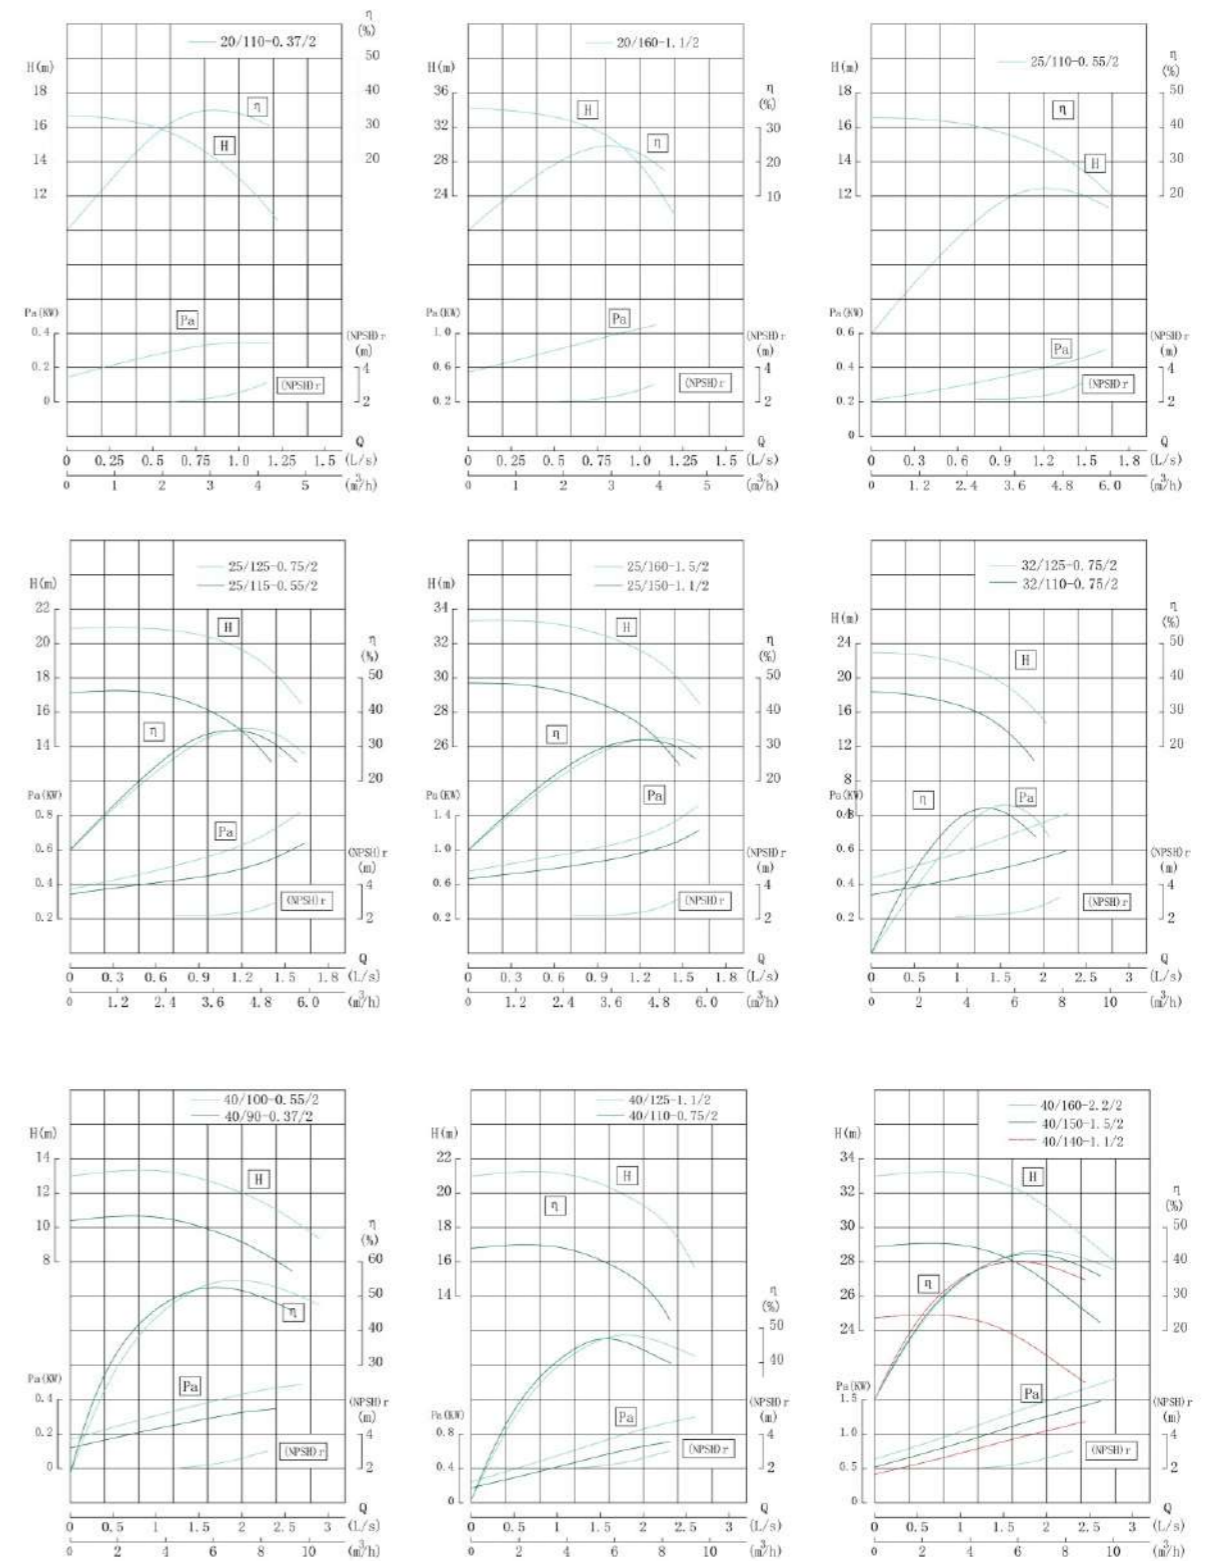 η
(%)
20/110-0.37/2
50
H(m)
18
40
16
30
14
20
12
η
H
Pa(KW)
0.4
0.2
0
Pa
(NPSH)r
(m)
4
2
(NPSH)r
Q
0 0.25 0.5 0.75 1.0 1.25 1.5 (L/s)
0 1 2 3 4 5 (m³/h)
20/160-1.1/2
H(m)
36
32
28
24
η
(%)
30
20
10
H
η
Pa(KW)
1.0
0.6
0.2
Pa
(NPSH)r
(m)
4
2
(NPSH)r
Q
0 0.25 0.5 0.75 1.0 1.25 1.5 (L/s)
0 1 2 3 4 5 (m³/h)
25/110-0.55/2
H(m)
18
16
14
12
η
(%)
50
40
30
20
η
H
Pa(KW)
0.6
0.4
0.2
0
Pa
(NPSH)r
(m)
4
2
(NPSH)r
Q
0 0.3 0.6 0.9 1.2 1.5 1.8 (L/s)
0 1.2 2.4 3.6 4.8 6.0 (m³/h)
25/125-0.75/2
25/115-0.55/2
H(m)
22
20
18
16
14
η
(%)
50
40
30
20
H
η
Pa(KW)
0.8
0.6
0.4
0.2
Pa
(NPSH)r
(m)
4
2
(NPSH)r
Q
0 0.3 0.6 0.9 1.2 1.5 1.8 (L/s)
0 1.2 2.4 3.6 4.8 6.0 (m³/h)
25/160-1.5/2
25/150-1.1/2
H(m)
34
32
30
28
26
η
(%)
50
40
30
20
H
η
Pa(KW)
1.4
1.0
0.6
0.2
Pa
(NPSH)r
(m)
4
2
(NPSH)r
Q
0 0.3 0.6 0.9 1.2 1.5 1.8 (L/s)
0 1.2 2.4 3.6 4.8 6.0 (m³/h)
32/125-0.75/2
32/110-0.75/2
H(m)
24
20
16
12
8
η
(%)
50
40
30
20
H
η
Pa(KW)
0.6
0.4
0.2
Pa
(NPSH)r
(m)
4
2
(NPSH)r
Q
0 0.5 1 1.5 2 2.5 3 (L/s)
0 2 4 6 8 10 (m³/h)
40/100-0.55/2
40/90-0.37/2
H(m)
14
12
10
8
η
(%)
60
50
40
30
H
η
Pa(KW)
0.4
0.2
0
Pa
(NPSH)r
(m)
4
2
(NPSH)r
Q
0 0.5 1 1.5 2 2.5 3 (L/s)
0 2 4 6 8 10 (m³/h)
40/125-1.1/2
40/110-0.75/2
H(m)
22
20
18
16
14
η
(%)
50
40
H
η
Pa(KW)
0.8
0.4
0
Pa
(NPSH)r
(m)
4
2
(NPSH)r
Q
0 0.5 1 1.5 2 2.5 3 (L/s)
0 2 4 6 8 10 (m³/h)
40/160-2.2/2
40/150-1.5/2
40/140-1.1/2
H(m)
34
32
30
28
26
24
η
(%)
50
40
30
20
H
η
Pa(KW)
1.5
1.0
0.5
0
Pa
(NPSH)r
(m)
4
2
(NPSH)r
Q
0 0.5 1 1.5 2 2.5 3 (L/s)
0 2 4 6 8 10 (m³/h)